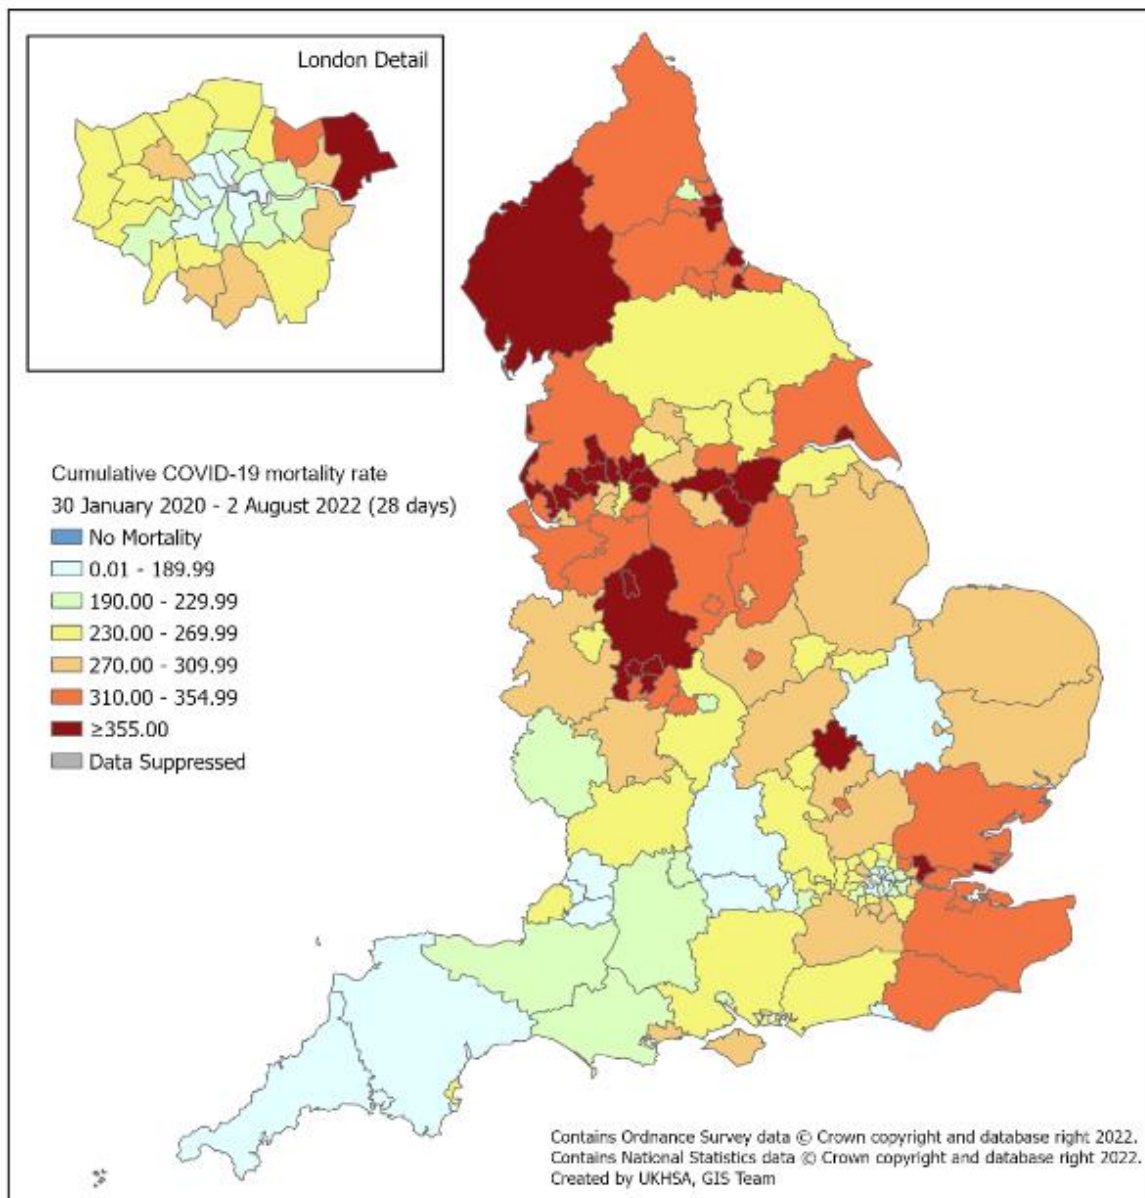 London Detail
Cumulative COVID-19 mortality rate
30 January 2020 - 2 August 2022 (28 days)
No Mortality
0.01 - 189.99
190.00 - 229.99
230.00 - 269.99
270.00 - 309.99
310.00 - 354.99
≥355.00
Data Suppressed
Contains Ordnance Survey data © Crown copyright and database right 2022.
Contains National Statistics data © Crown copyright and database right 2022.
Created by UKHSA, GIS Team